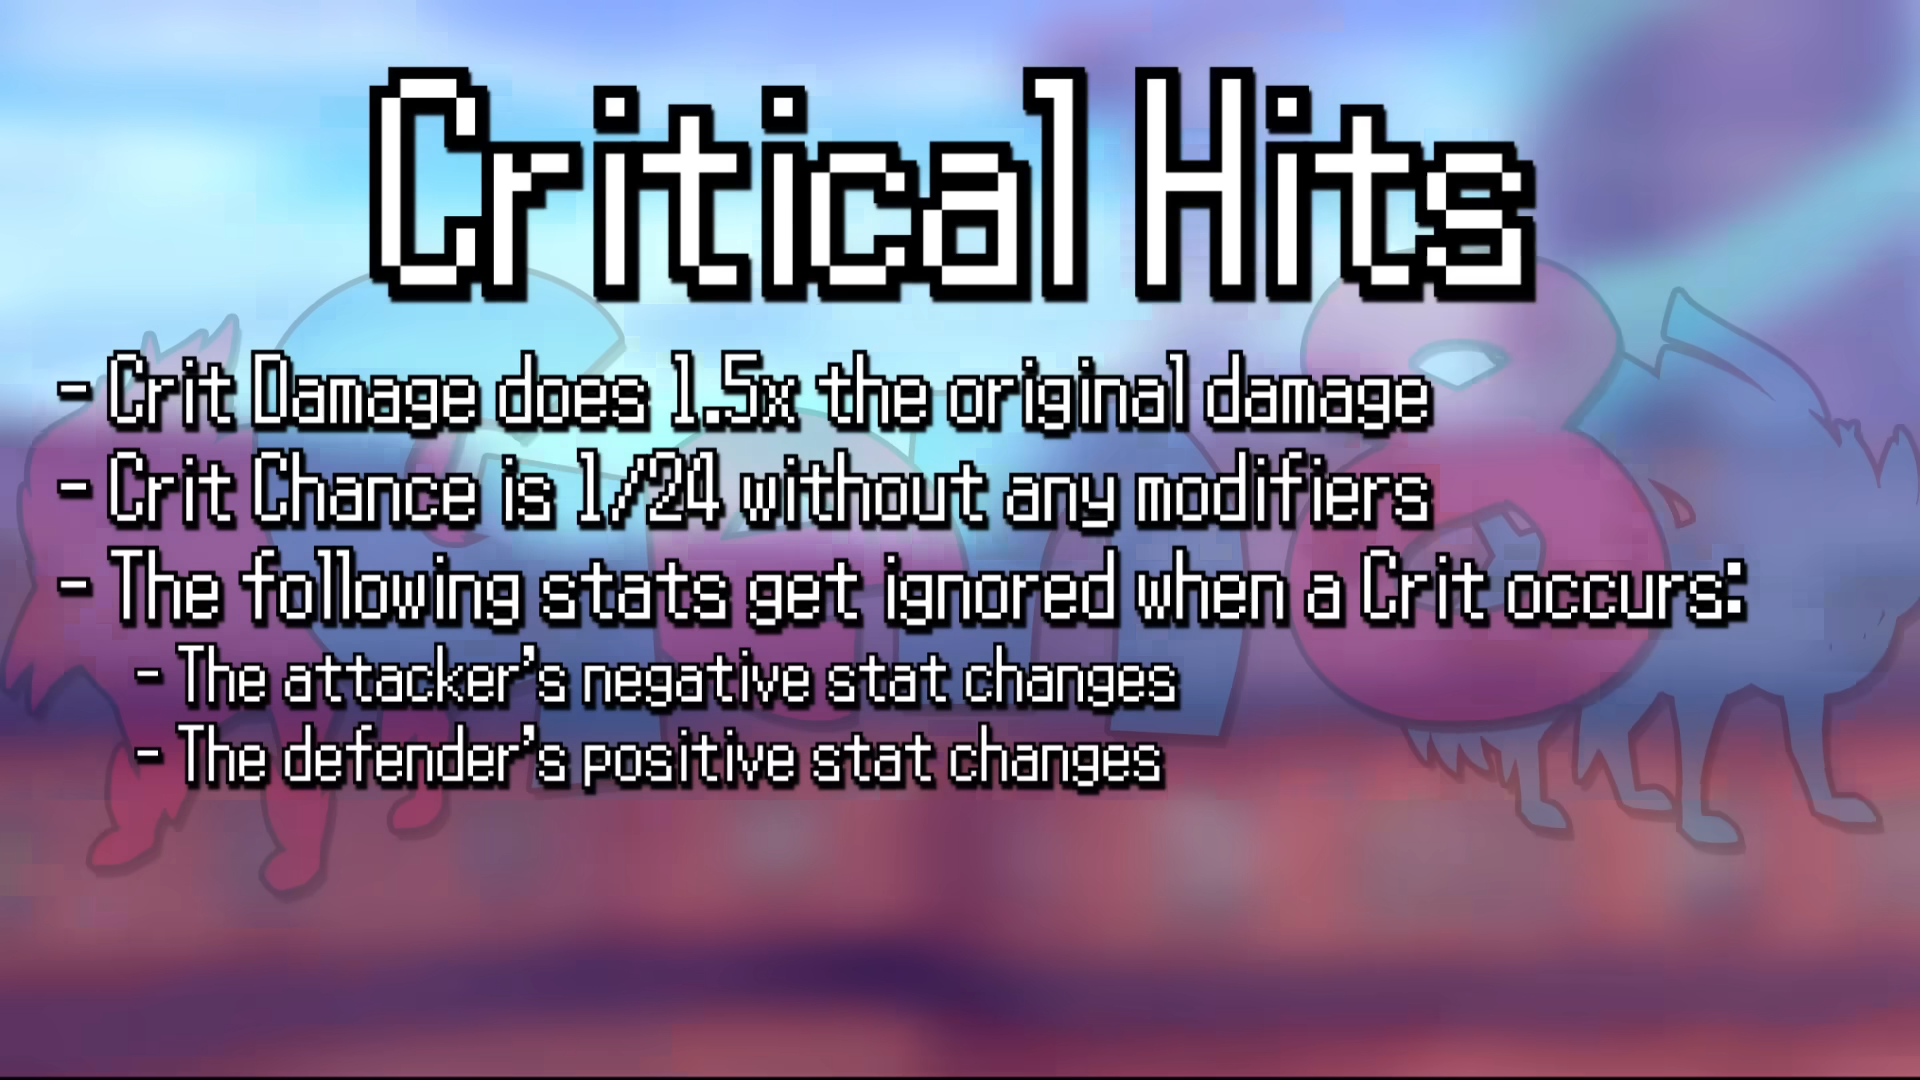 Critical Hits
- Crit Damage does 1.5x the original damage
- Crit Chance is 1/24 without any modifiers
- The following stats get ignored when a Crit occurs:
- The attacker's negative stat changes
- The defender's positive stat changes